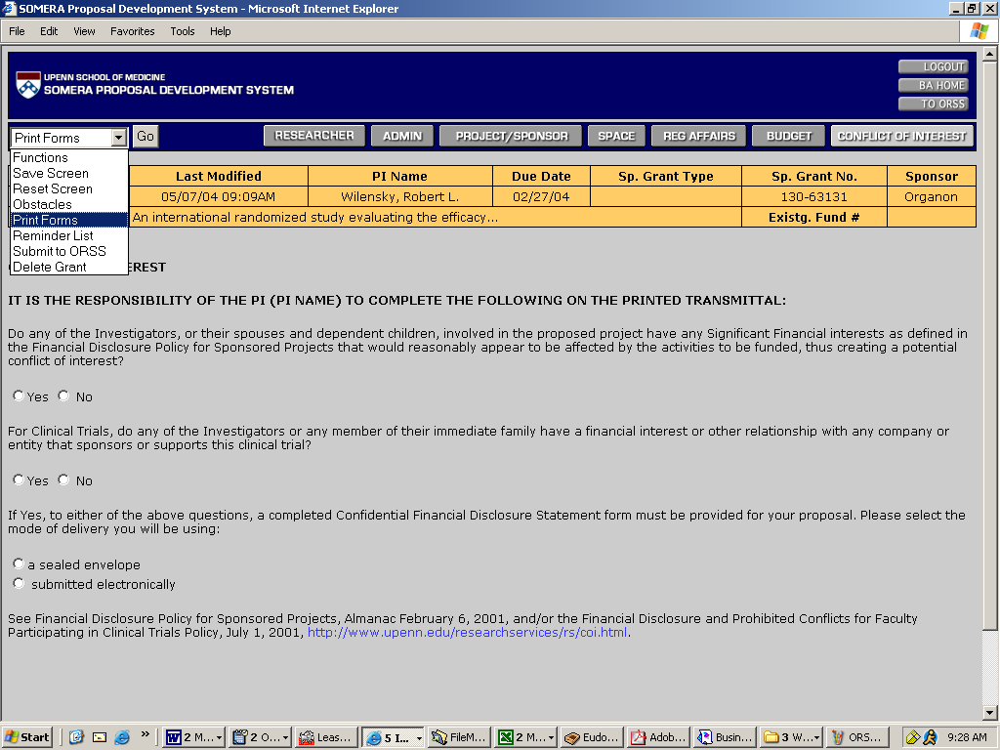 SOMERA Proposal Development System - Microsoft Internet Explorer
File Edit View Favorites Tools Help
UPENN SCHOOL OF MEDICINE
SOMERA PROPOSAL DEVELOPMENT SYSTEM
LOGOUT
BA HOME
TO ORSS
Print Forms Go RESEARCHER ADMIN PROJECT/SPONSOR SPACE REG AFFAIRS BUDGET CONFLICT OF INTEREST
Functions
Save Screen
Reset Screen
Obstacles
Print Forms
Reminder List
Submit to ORSS
Delete Grant
Last Modified PI Name Due Date Sp. Grant Type Sp. Grant No. Sponsor
05/07/04 09:09AM Wilensky, Robert L. 02/27/04 130-63131 Organon
An international randomized study evaluating the efficacy... Existg. Fund #
EREST
IT IS THE RESPONSIBILITY OF THE PI (PI NAME) TO COMPLETE THE FOLLOWING ON THE PRINTED TRANSMITTAL:
Do any of the Investigators, or their spouses and dependent children, involved in the proposed project have any Significant Financial interests as defined in
the Financial Disclosure Policy for Sponsored Projects that would reasonably appear to be affected by the activities to be funded, thus creating a potential
conflict of interest?
Yes No
For Clinical Trials, do any of the Investigators or any member of their immediate family have a financial interest or other relationship with any company or
entity that sponsors or supports this clinical trial?
Yes No
If Yes, to either of the above questions, a completed Confidential Financial Disclosure Statement form must be provided for your proposal. Please select the
mode of delivery you will be using:
a sealed envelope
submitted electronically
See Financial Disclosure Policy for Sponsored Projects, Almanac February 6, 2001, and/or the Financial Disclosure and Prohibited Conflicts for Faculty
Participating in Clinical Trials Policy, July 1, 2001, http://www.upenn.edu/researchservices/rs/coi.html.
Start » 2 M... 2 O... Leas... 5 I... FileM... 2 M... Eudo... Adob... Busin... 3 W... ORS... 9:28 AM